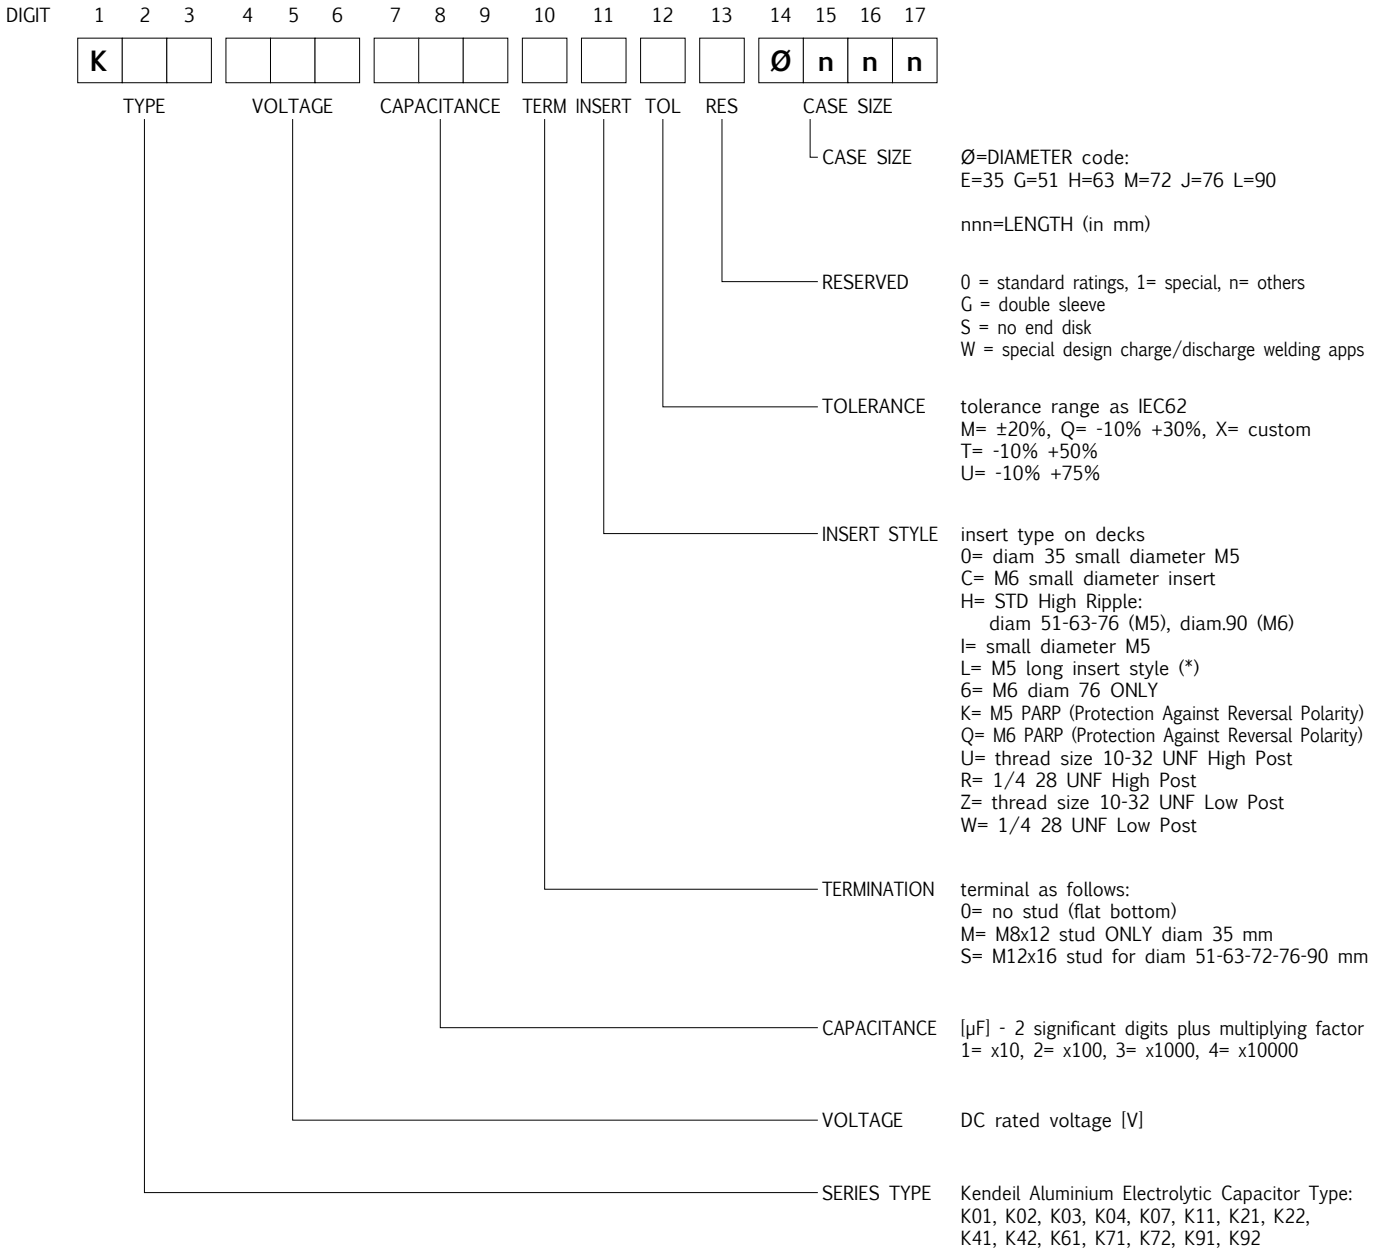 DIGIT 1 2 3 4 5 6 7 8 9 10 11 12 13 14 15 16 17
K Ø n n n
TYPE VOLTAGE CAPACITANCE TERM INSERT TOL RES CASE SIZE
CASE SIZE Ø=DIAMETER code:
E=35 G=51 H=63 M=72 J=76 L=90
nnn=LENGTH (in mm)
RESERVED 0 = standard ratings, 1= special, n= others
G = double sleeve
S = no end disk
W = special design charge/discharge welding apps
TOLERANCE tolerance range as IEC62
M= ±20%, Q= -10% +30%, X= custom
T= -10% +50%
U= -10% +75%
INSERT STYLE insert type on decks
0= diam 35 small diameter M5
C= M6 small diameter insert
H= STD High Ripple:
diam 51-63-76 (M5), diam.90 (M6)
I= small diameter M5
L= M5 long insert style (*)
6= M6 diam 76 ONLY
K= M5 PARP (Protection Against Reversal Polarity)
Q= M6 PARP (Protection Against Reversal Polarity)
U= thread size 10-32 UNF High Post
R= 1/4 28 UNF High Post
Z= thread size 10-32 UNF Low Post
W= 1/4 28 UNF Low Post
TERMINATION terminal as follows:
0= no stud (flat bottom)
M= M8x12 stud ONLY diam 35 mm
S= M12x16 stud for diam 51-63-72-76-90 mm
CAPACITANCE [µF] - 2 significant digits plus multiplying factor
1= x10, 2= x100, 3= x1000, 4= x10000
VOLTAGE DC rated voltage [V]
SERIES TYPE Kendeil Aluminium Electrolytic Capacitor Type:
K01, K02, K03, K04, K07, K11, K21, K22,
K41, K42, K61, K71, K72, K91, K92